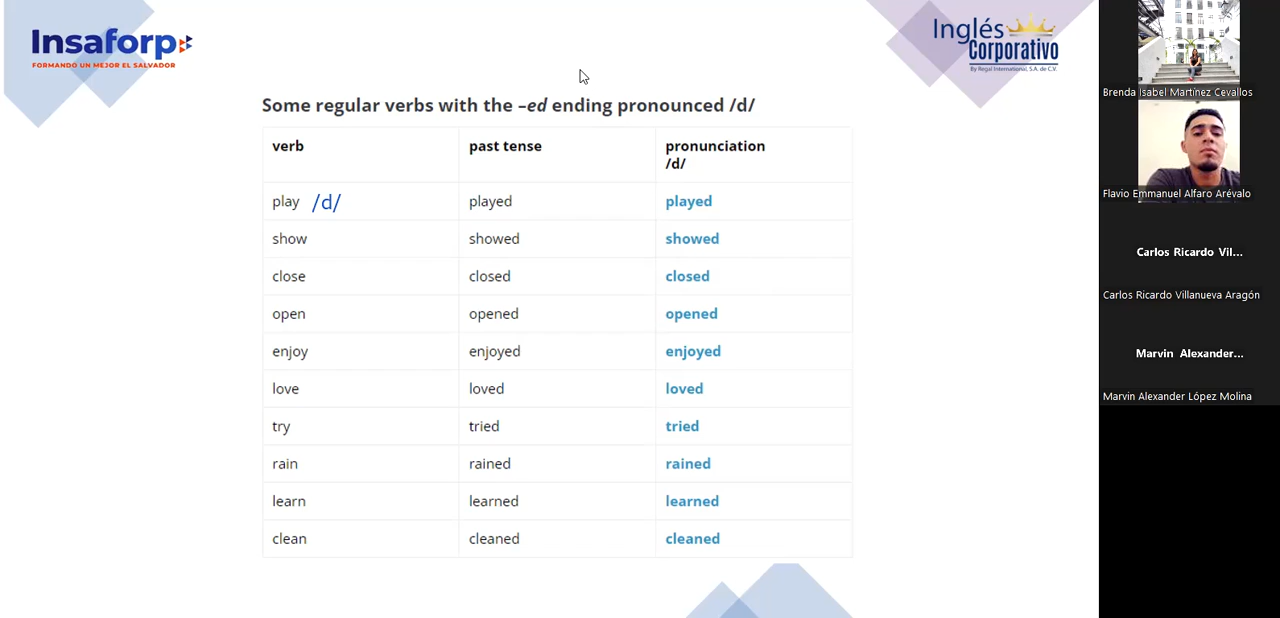 Insaforp
FORMANDO UN MEJOR EL SALVADOR
Inglés
Corporativo
By Regal International, S.A. de C.V.
Some regular verbs with the –ed ending pronounced /d/
verb past tense pronunciation
/d/
play /d/ played played
show showed showed
close closed closed
open opened opened
enjoy enjoyed enjoyed
love loved loved
try tried tried
rain rained rained
learn learned learned
clean cleaned cleaned
Brenda Isabel Martínez Cevallos
Flavio Emmanuel Alfaro Arévalo
Carlos Ricardo Vil...
Carlos Ricardo Villanueva Aragón
Marvin Alexander...
Marvin Alexander López Molina